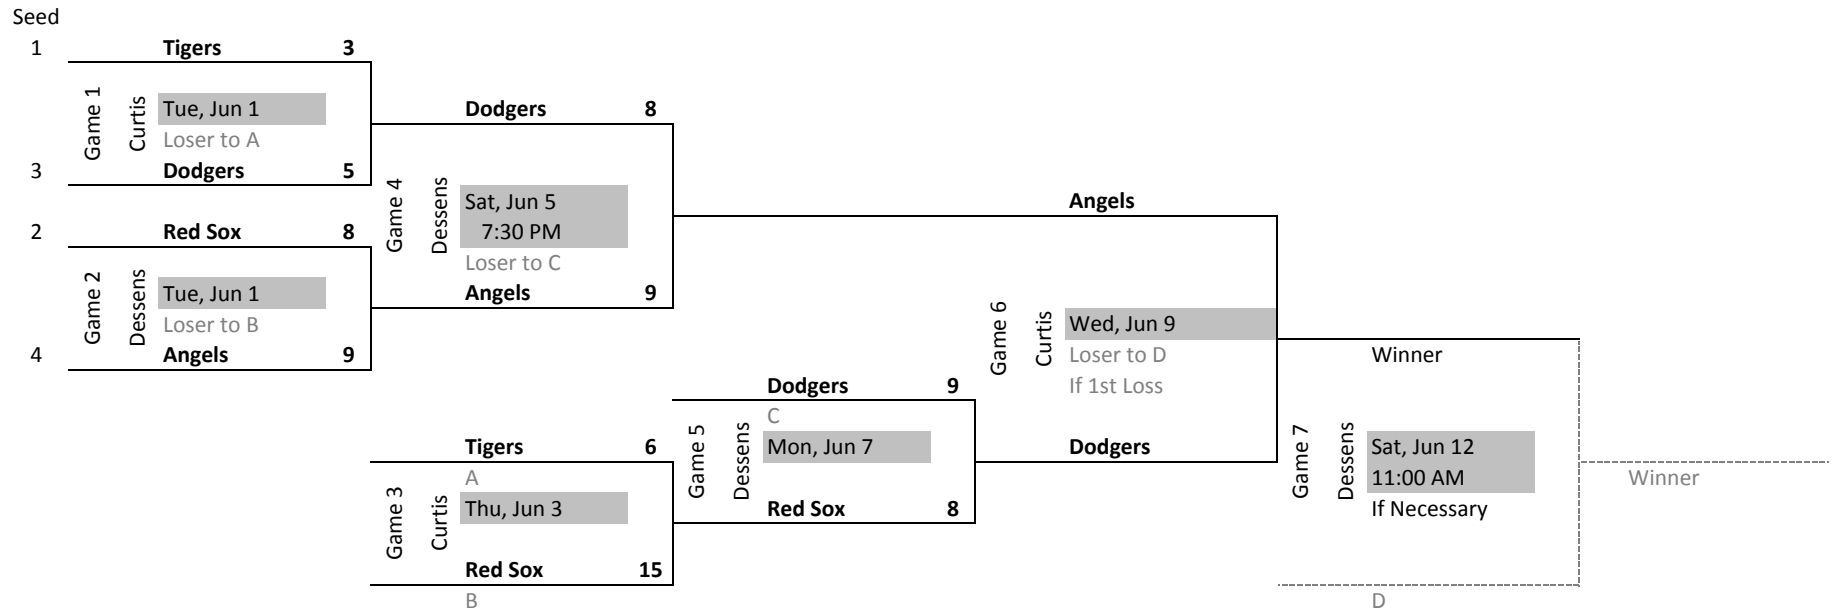 Seed
1
Tigers 3
Game 1
Curtis
Tue, Jun 1
Loser to A
3
Dodgers 5
2
Red Sox 8
Game 2
Dessens
Tue, Jun 1
Loser to B
4
Angels 9
Dodgers 8
Game 4
Dessens
Sat, Jun 5
7:30 PM
Loser to C
Angels 9
Tigers 6
A
Game 3
Curtis
Thu, Jun 3
Red Sox 15
B
Dodgers 9
C
Game 5
Dessens
Mon, Jun 7
Red Sox 8
Angels
Game 6
Curtis
Wed, Jun 9
Loser to D
If 1st Loss
Dodgers
Winner
Game 7
Dessens
Sat, Jun 12
11:00 AM
If Necessary
D
Winner